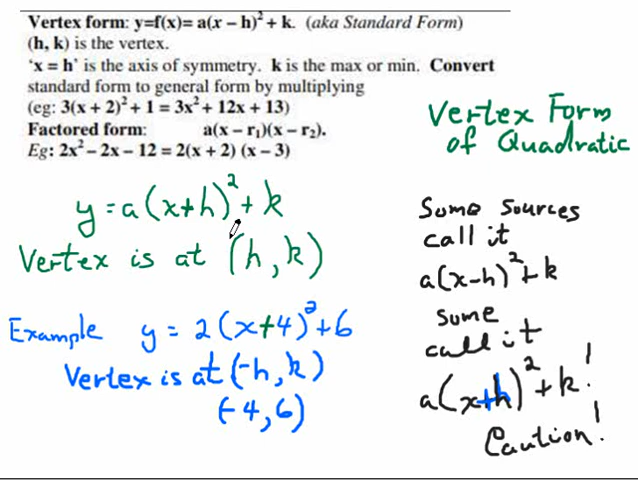 Vertex form: y=f(x)= a(x – h)² + k. (aka Standard Form)
(h, k) is the vertex.
‘x = h’ is the axis of symmetry. k is the max or min. Convert
standard form to general form by multiplying
(eg: 3(x + 2)² + 1 = 3x² + 12x + 13)
Factored form: a(x – r₁)(x – r₂).
Eg: 2x² – 2x – 12 = 2(x + 2) (x – 3)
Vertex Form
of Quadratic
y = a(x+h)² + k
Vertex is at (h, k)
Example y = 2(x+4)² + 6
Vertex is at (-h, k)
(-4, 6)
Some sources
call it
a(x-h)² + k
some
call it
a(x+h)² + k!
Caution!